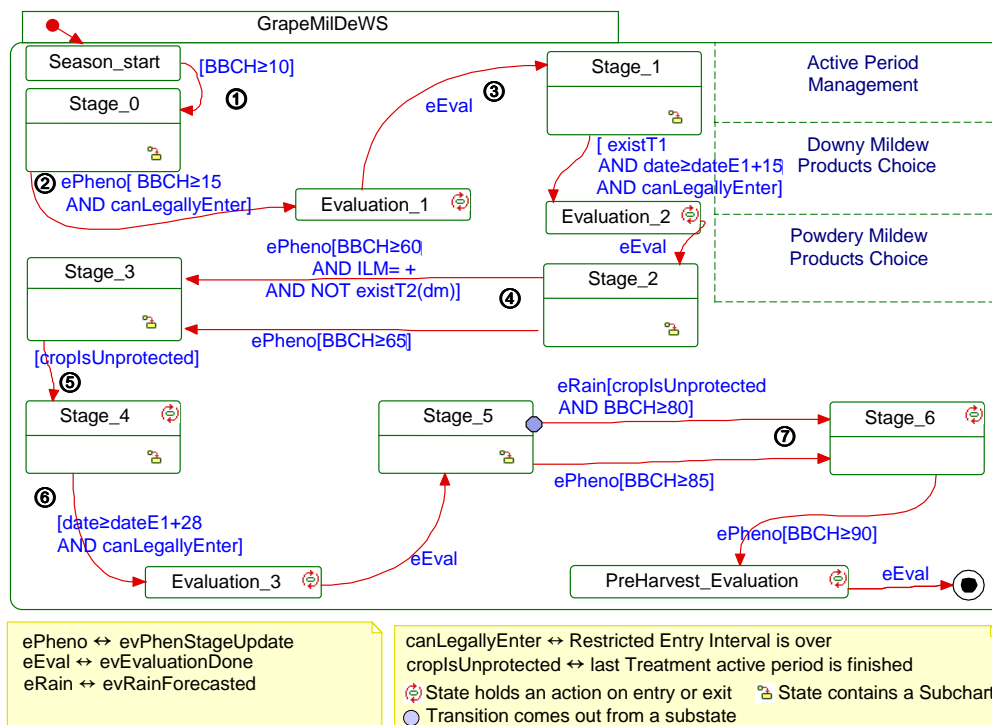 GrapeMilDeWS
Season_start
[BBCH≥10]
①
Stage_0
②
ePheno[ BBCH≥15
AND canLegallyEnter]
Evaluation_1
③
eEval
Stage_1
[ existT1
AND date≥dateE1+15
AND canLegallyEnter]
Evaluation_2
eEval
Active Period
Management
Downy Mildew
Products Choice
Powdery Mildew
Products Choice
Stage_2
ePheno[BBCH≥60
AND ILM= +
AND NOT existT2(dm)]
④
ePheno[BBCH≥65]
Stage_3
[cropIsUnprotected]
⑤
Stage_4
⑥
[date≥dateE1+28
AND canLegallyEnter]
Evaluation_3
eEval
Stage_5
eRain[cropIsUnprotected
AND BBCH≥80]
⑦
ePheno[BBCH≥85]
Stage_6
ePheno[BBCH≥90]
PreHarvest_Evaluation
eEval
ePheno ↔ evPhenStageUpdate
eEval ↔ evEvaluationDone
eRain ↔ evRainForecasted
canLegallyEnter ↔ Restricted Entry Interval is over
cropIsUnprotected ↔ last Treatment active period is finished
State holds an action on entry or exit
State contains a Subchart
Transition comes out from a substate